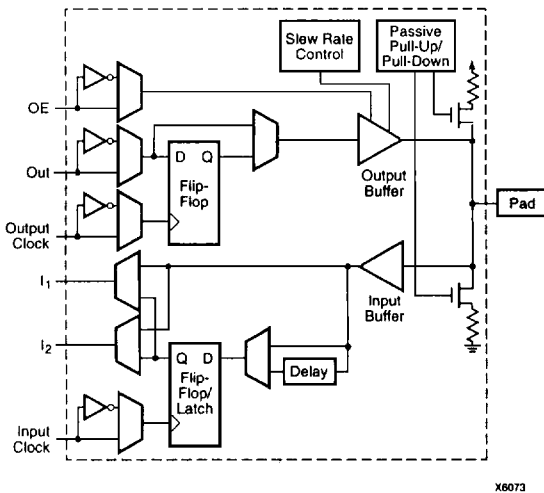 Slew Rate
Control
Passive
Pull-Up/
Pull-Down
OE
Out
D Q
Flip-
Flop
Output
Buffer
Output
Clock
Pad
I1
I2
Input
Buffer
Q D
Flip-
Flop/
Latch
Delay
Input
Clock
X6073